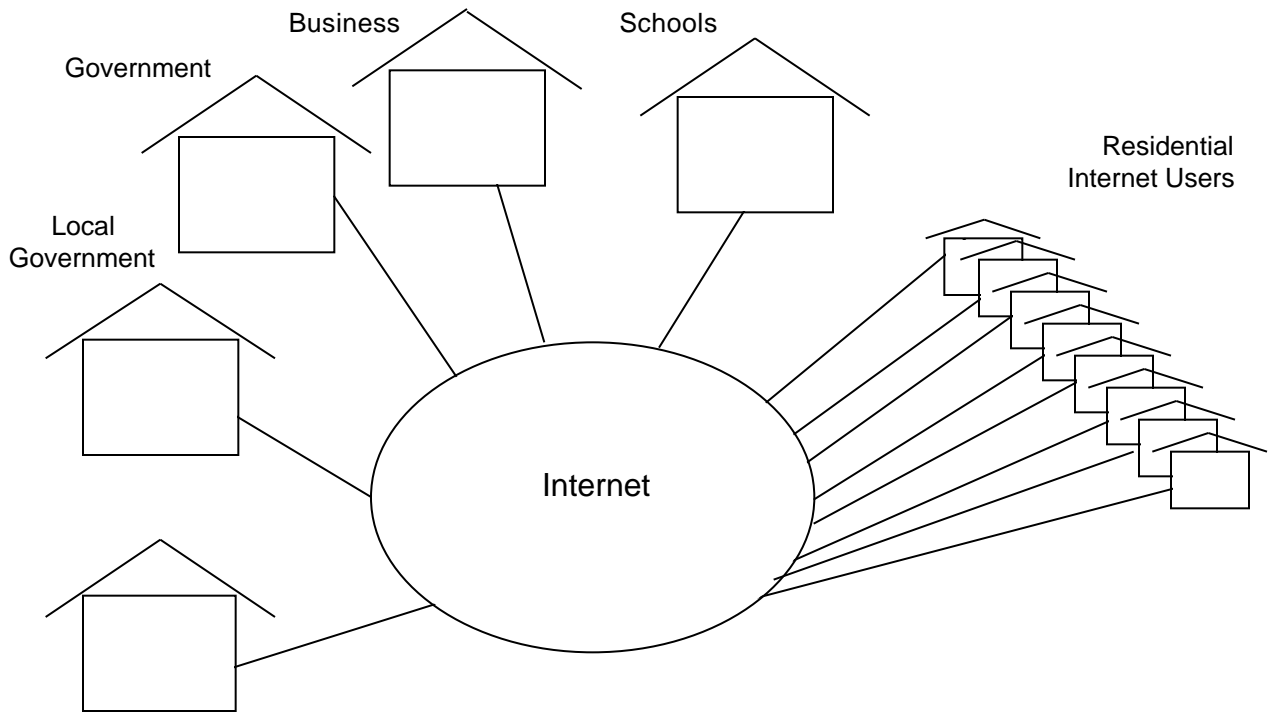 Business
Schools
Government
Residential
Internet Users
Local
Government
Internet